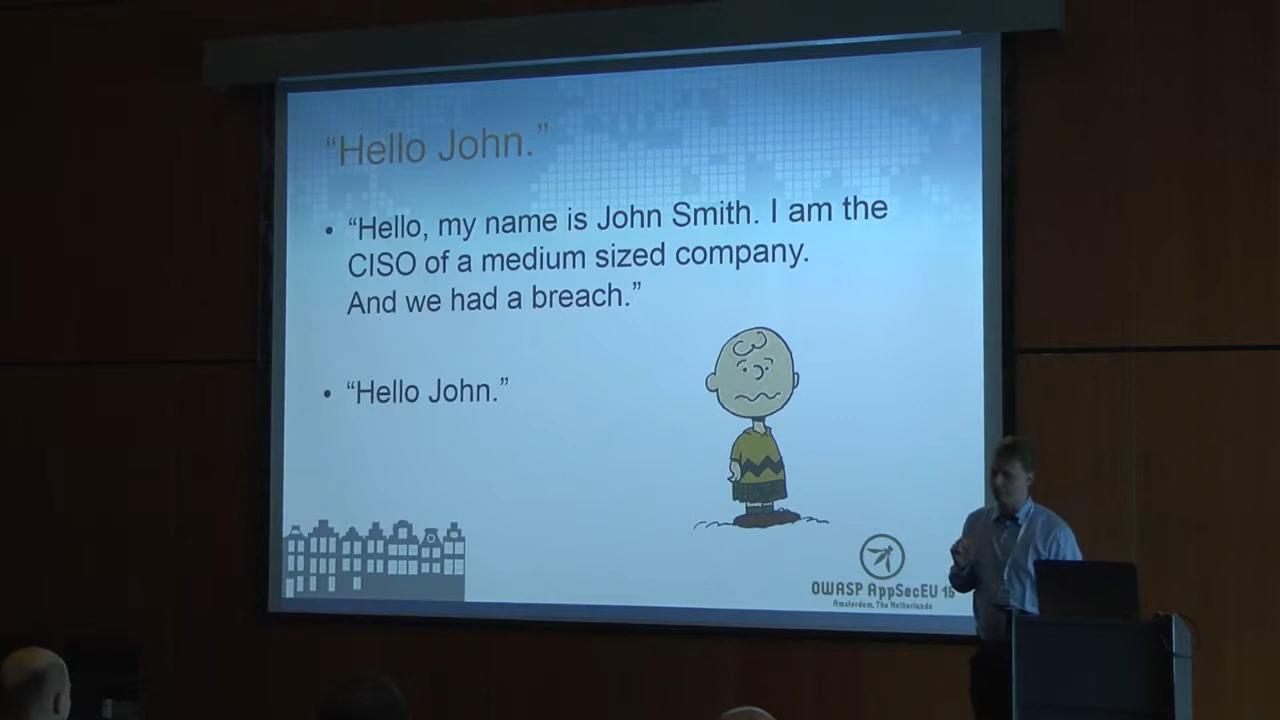 “Hello John.”
• “Hello, my name is John Smith. I am the
CISO of a medium sized company.
And we had a breach.”
• “Hello John.”
OWASP AppSecEU 15
Amsterdam, The Netherlands